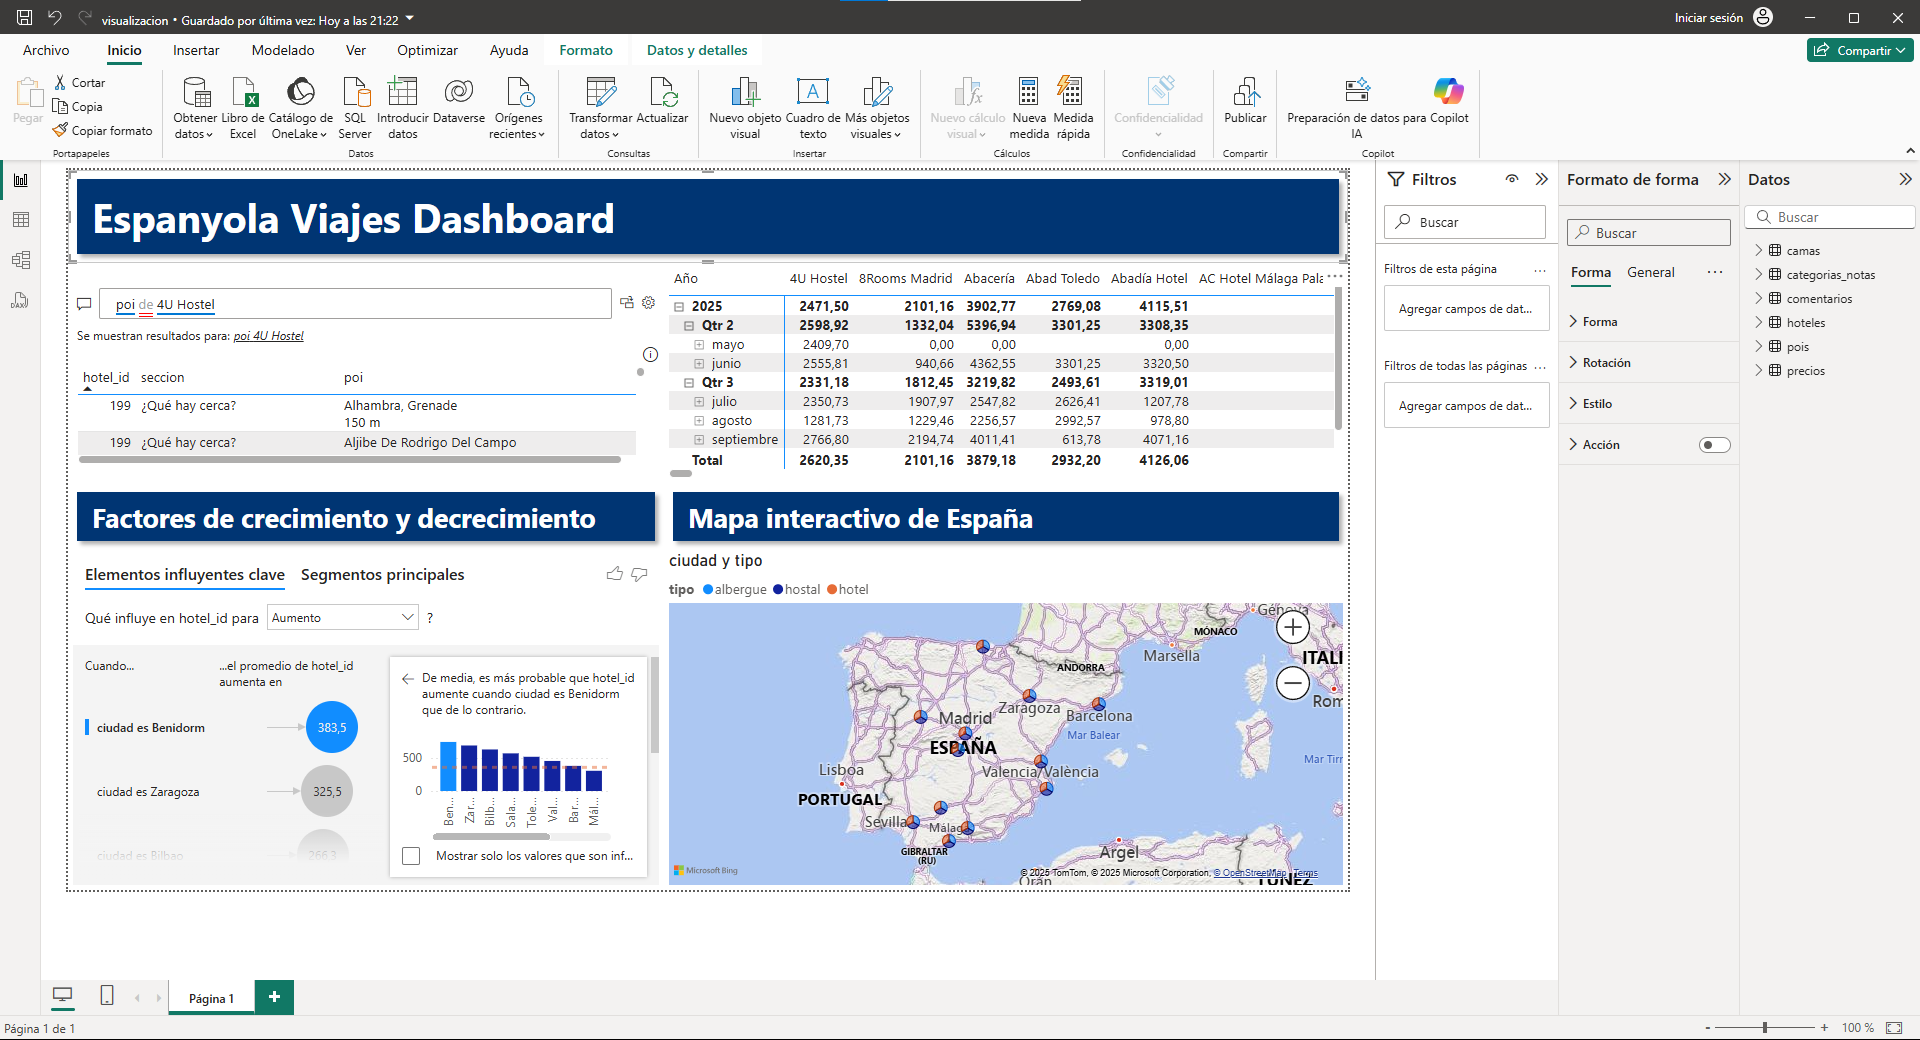 visualizacion • Guardado por última vez: Hoy a las 21:22
Iniciar sesión
Archivo
Inicio
Insertar
Modelado
Ver
Optimizar
Ayuda
Formato
Datos y detalles
Compartir
Pegar
Cortar
Copia
Copiar formato
Portapapeles
Obtener datos
Libro de Excel
Catálogo de OneLake
SQL Server
Introducir datos
Dataverse
Orígenes recientes
Datos
Transformar datos
Actualizar
Consultas
Nuevo objeto visual
Cuadro de texto
Más objetos visuales
Insertar
Nuevo cálculo visual
Nueva medida
Medida rápida
Cálculos
Confidencialidad
Confidencialidad
Publicar
Compartir
Preparación de datos para IA
Copilot
Copilot
Espanyola Viajes Dashboard
poi de 4U Hostel
Se muestran resultados para: poi 4U Hostel
hotel_id seccion poi
199 ¿Qué hay cerca? Alhambra, Grenade
150 m
199 ¿Qué hay cerca? Aljibe De Rodrigo Del Campo
Año 4U Hostel 8Rooms Madrid Abacería Abad Toledo Abadía Hotel AC Hotel Málaga Pala
2025 2471,50 2101,16 3902,77 2769,08 4115,51
Qtr 2 2598,92 1332,04 5396,94 3301,25 3308,35
mayo 2409,70 0,00 0,00 0,00
junio 2555,81 940,66 4362,55 3301,25 3320,50
Qtr 3 2331,18 1812,45 3219,82 2493,61 3319,01
julio 2350,73 1907,97 2547,82 2626,41 1207,78
agosto 1281,73 1229,46 2256,57 2992,57 978,80
septiembre 2766,80 2194,74 4011,41 613,78 4071,16
Total 2620,35 2101,16 3879,18 2932,20 4126,06
Factores de crecimiento y decrecimiento
Elementos influyentes clave
Segmentos principales
Qué influye en hotel_id para Aumento ?
Cuando...
...el promedio de hotel_id
aumenta en
ciudad es Benidorm 383,5
ciudad es Zaragoza 325,5
ciudad es Bilbao 266,3
De media, es más probable que hotel_id
aumente cuando ciudad es Benidorm
que de lo contrario.
500
0
Ben...
Zar...
Bilb...
Sala...
Tole...
Val...
Bar...
Mál...
Mostrar solo los valores que son inf...
Mapa interactivo de España
ciudad y tipo
tipo albergue hostal hotel
Génova
MÓNACO
Marsella
ITALI
ANDORRA
Rom
Zaragoza
Barcelona
Madrid
Mar Balear
ESPAÑA
Mar Tirr
Lisboa
Valencia/València
PORTUGAL
Sevilla
Málag
GIBRALTAR
(RU)
Argel
Orán
TÚNEZ
Microsoft Bing
© 2025 TomTom, © 2025 Microsoft Corporation, © OpenStreetMap Terms
Filtros
Buscar
Filtros de esta página ...
Agregar campos de dat...
Filtros de todas las páginas ...
Agregar campos de dat...
Formato de forma
Buscar
Forma
General
...
Forma
Rotación
Estilo
Acción
Datos
Buscar
camas
categorias_notas
comentarios
hoteles
pois
precios
Página 1
Página 1 de 1
- + 100 %